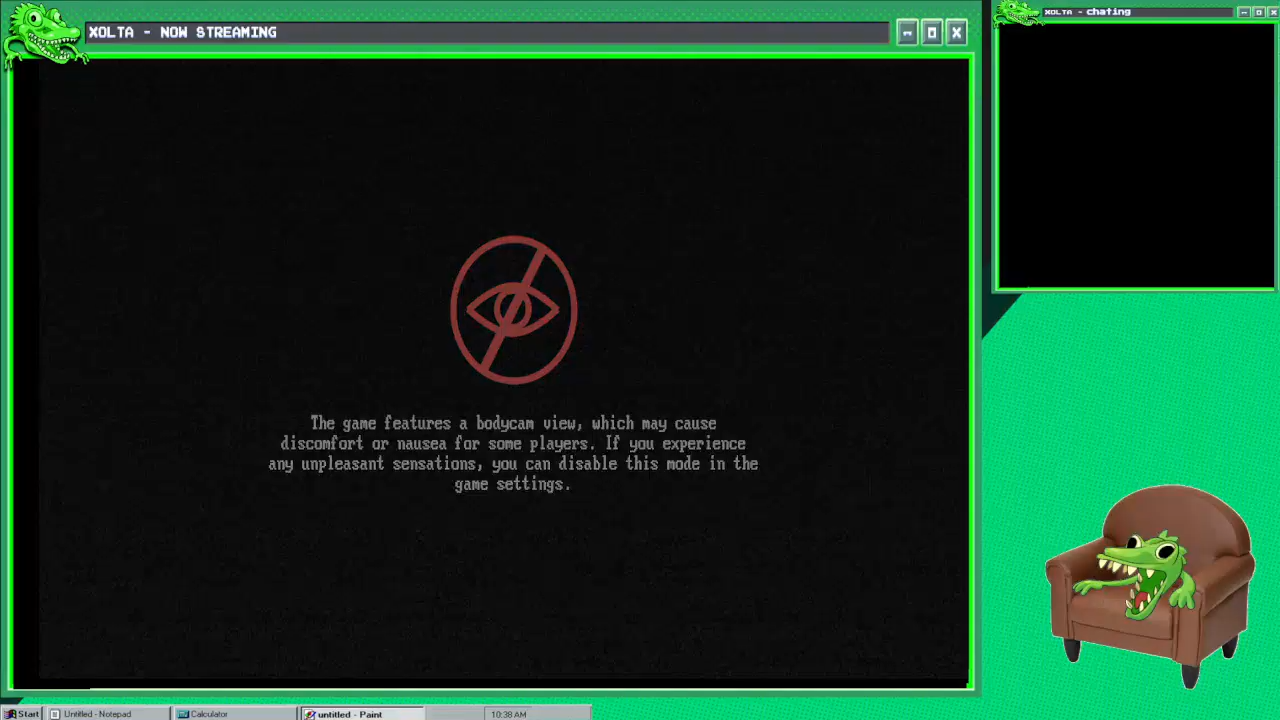 XOLTA - NOW STREAMING
XOLTA - chating
The game features a bodycam view, which may cause
discomfort or nausea for some players. If you experience
any unpleasant sensations, you can disable this mode in the
game settings.
Start
Untitled - Notepad
Calculator
untitled - Paint
10:38 AM